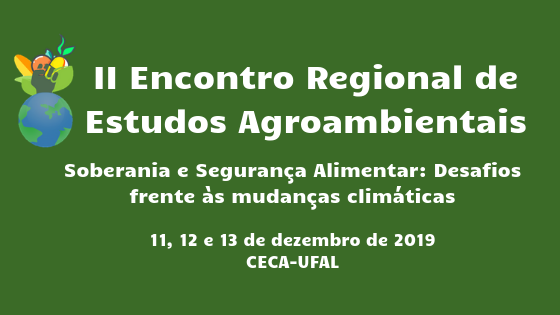 II Encontro Regional de
Estudos Agroambientais
Soberania e Segurança Alimentar: Desafios
frente às mudanças climáticas
11, 12 e 13 de dezembro de 2019
CECA-UFAL